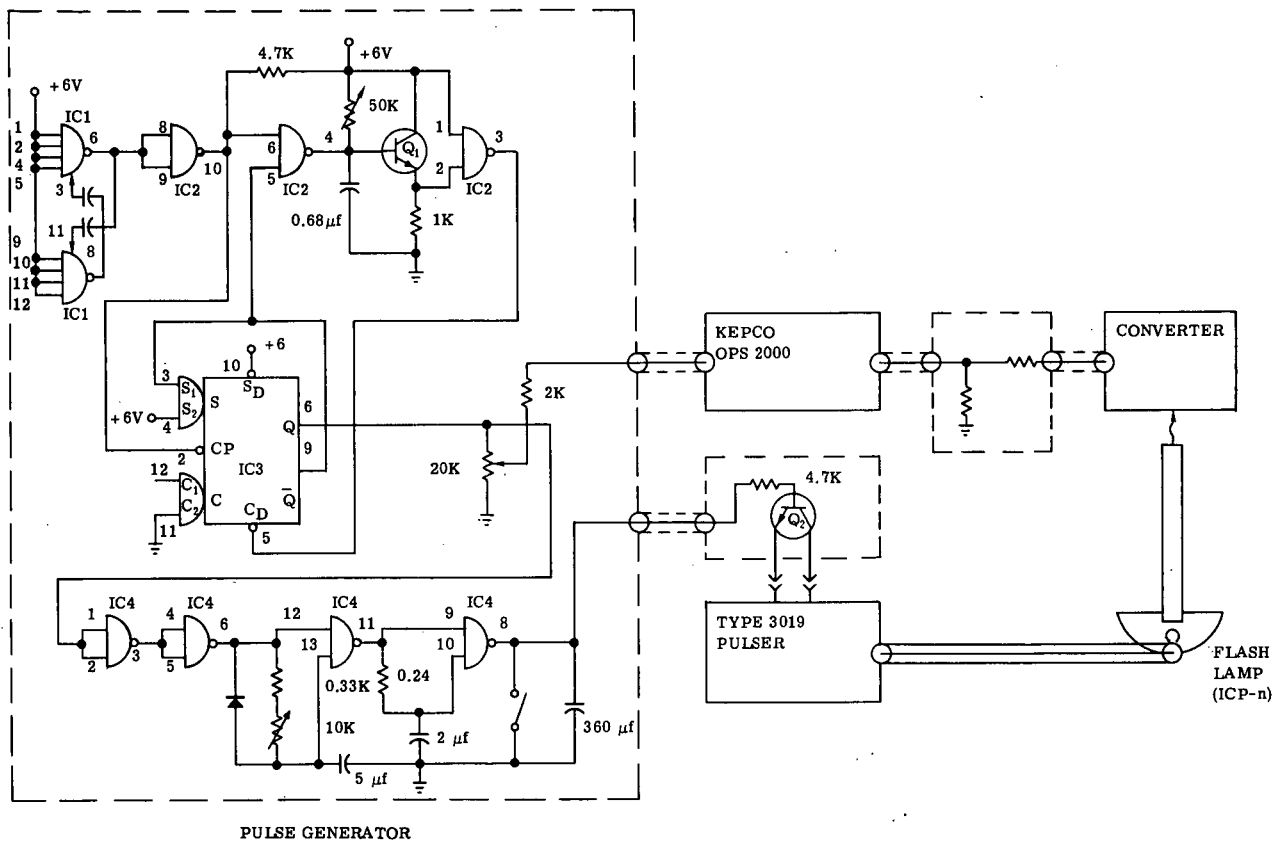 +6V
IC1
1
2
4
5
6
3
11
9
10
11
12
8
IC1
8
9
10
IC2
4.7K
+6V
50K
6
5
4
IC2
Q1
0.68 µf
1K
1
2
3
IC2
+6
10
SD
3
S1
S2
S
+6V
4
CP
2
12
C1
C2
C
11
IC3
CD
5
6
Q
9
Q̅
20K
2K
KEPCO
OPS 2000
CONVERTER
4.7K
Q2
TYPE 3019
PULSER
FLASH
LAMP
(ICP-n)
IC4
1
2
3
IC4
4
5
6
12
13
IC4
11
0.33K
0.24
10K
9
10
IC4
8
2 µf
5 µf
360 µf
PULSE GENERATOR